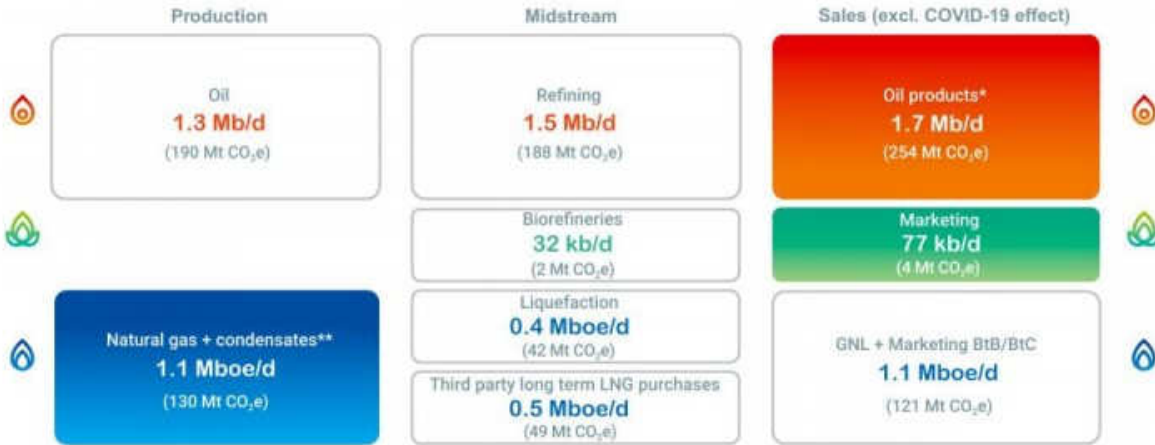 Production
Midstream
Sales (excl. COVID-19 effect)
Oil
1.3 Mb/d
(190 Mt CO₂e)
Refining
1.5 Mb/d
(188 Mt CO₂e)
Oil products*
1.7 Mb/d
(254 Mt CO₂e)
Biorefineries
32 kb/d
(2 Mt CO₂e)
Marketing
77 kb/d
(4 Mt CO₂e)
Natural gas + condensates**
1.1 Mboe/d
(130 Mt CO₂e)
Liquefaction
0.4 Mboe/d
(42 Mt CO₂e)
Third party long term LNG purchases
0.5 Mboe/d
(49 Mt CO₂e)
GNL + Marketing BtB/BtC
1.1 Mboe/d
(121 Mt CO₂e)